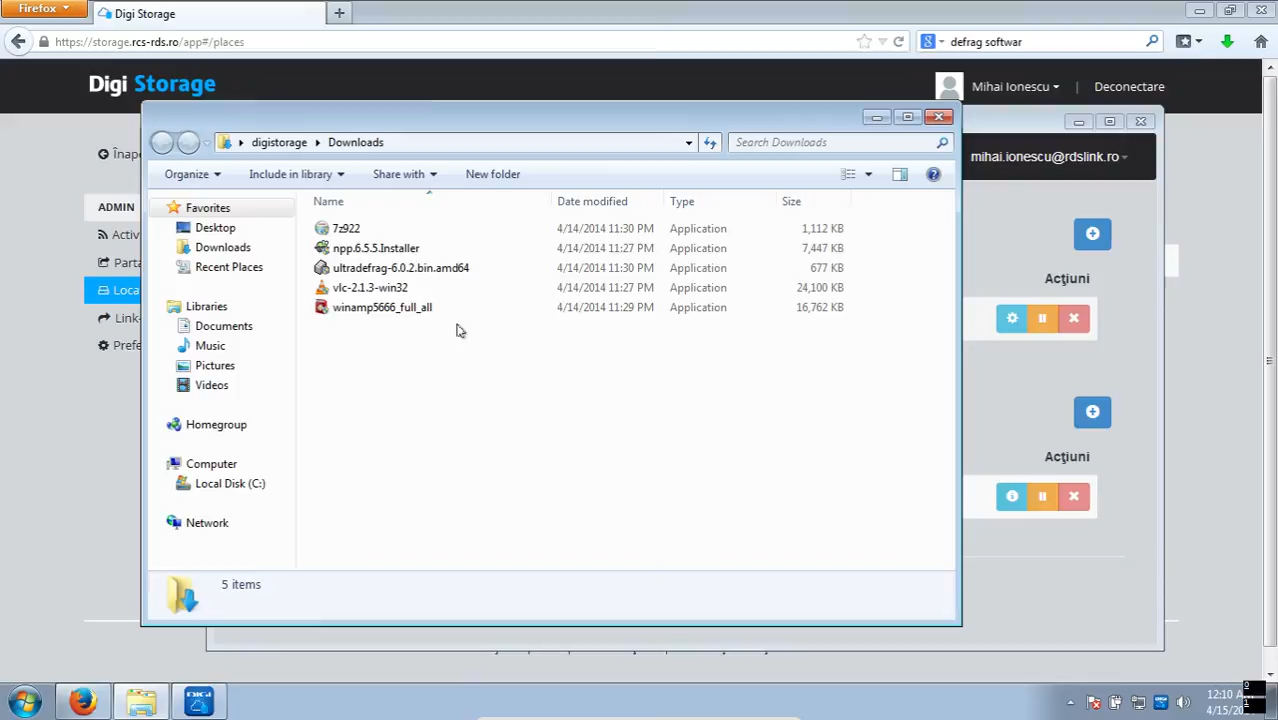 Firefox
Digi Storage
https://storage.rcs-rds.ro/app#/places
defrag softwar
Digi Storage
Mihai Ionescu
|
Deconectare
digistorage
Downloads
Search Downloads
mihai.ionescu@rdslink.ro
Organize
Include in library
Share with
New folder
Name
Date modified
Type
Size
7z922 4/14/2014 11:30 PM Application 1,112 KB
npp.6.5.5.Installer 4/14/2014 11:27 PM Application 7,447 KB
ultradefrag-6.0.2.bin.amd64 4/14/2014 11:30 PM Application 677 KB
vlc-2.1.3-win32 4/14/2014 11:27 PM Application 24,100 KB
winamp5666_full_all 4/14/2014 11:29 PM Application 16,762 KB
Favorites
Desktop
Downloads
Recent Places
Libraries
Documents
Music
Pictures
Videos
Homegroup
Computer
Local Disk (C:)
Network
5 items
ADMIN
Acţiuni
Acţiuni
12:10